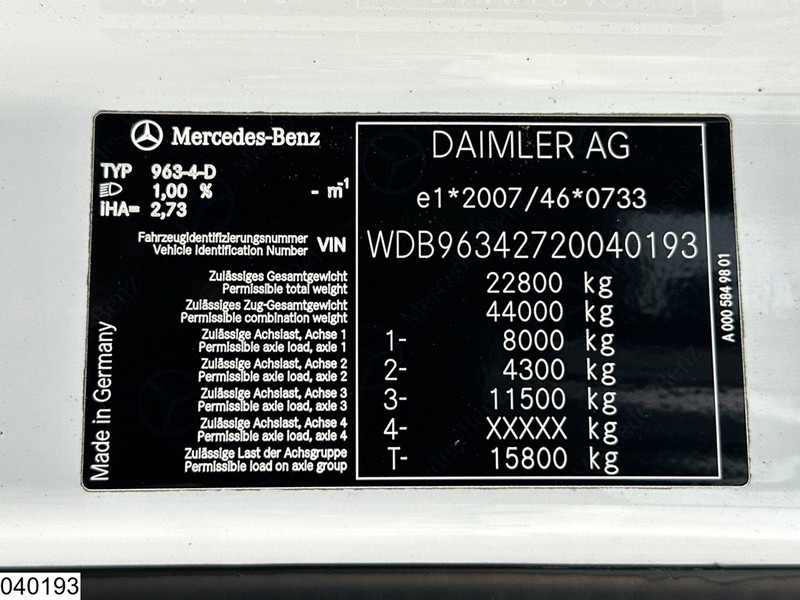 Mercedes-Benz
TYP 963-4-D
1,00 % - m-1
iHA= 2,73
Fahrzeugidentifizierungsnummer
Vehicle Identification Number VIN
Zulässiges Gesamtgewicht
Permissible total weight
Zulässiges Zug-Gesamtgewicht
Permissible combination weight
Zulässige Achslast, Achse 1
Permissible axle load, axle 1
Zulässige Achslast, Achse 2
Permissible axle load, axle 2
Zulässige Achslast, Achse 3
Permissible axle load, axle 3
Zulässige Achslast, Achse 4
Permissible axle load, axle 4
Zulässige Last der Achsgruppe
Permissible load on axle group
Made in Germany
DAIMLER AG
e1*2007/46*0733
WDB96342720040193
22800 kg
44000 kg
1- 8000 kg
2- 4300 kg
3- 11500 kg
4- XXXXX kg
T- 15800 kg
A 000 584 98 01
040193